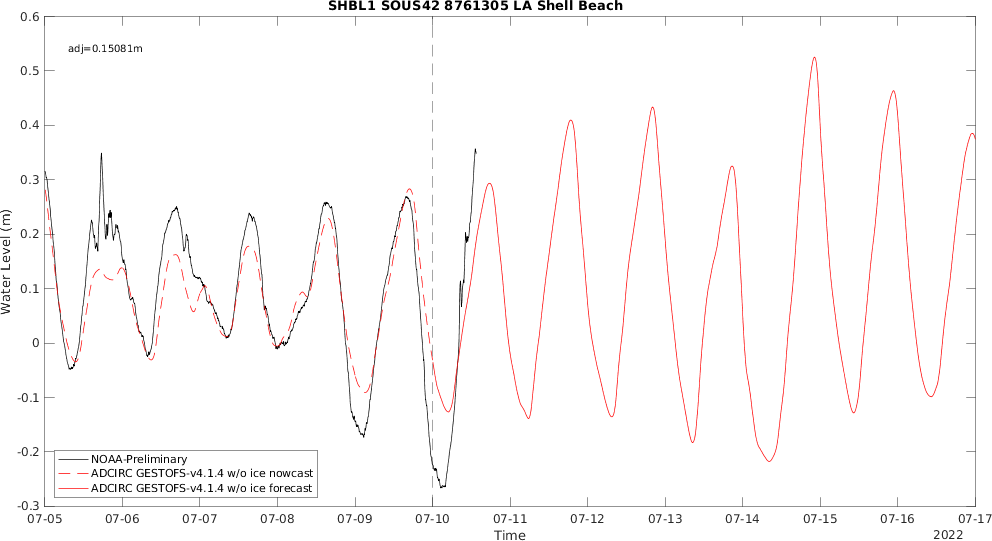 SHBL1 SOUS42 8761305 LA Shell Beach
adj=0.15081m
Water Level (m)
0.6
0.5
0.4
0.3
0.2
0.1
0
-0.1
-0.2
-0.3
NOAA-Preliminary
ADCIRC GESTOFS-v4.1.4 w/o ice nowcast
ADCIRC GESTOFS-v4.1.4 w/o ice forecast
07-05 07-06 07-07 07-08 07-09 07-10 07-11 07-12 07-13 07-14 07-15 07-16 07-17
Time
2022